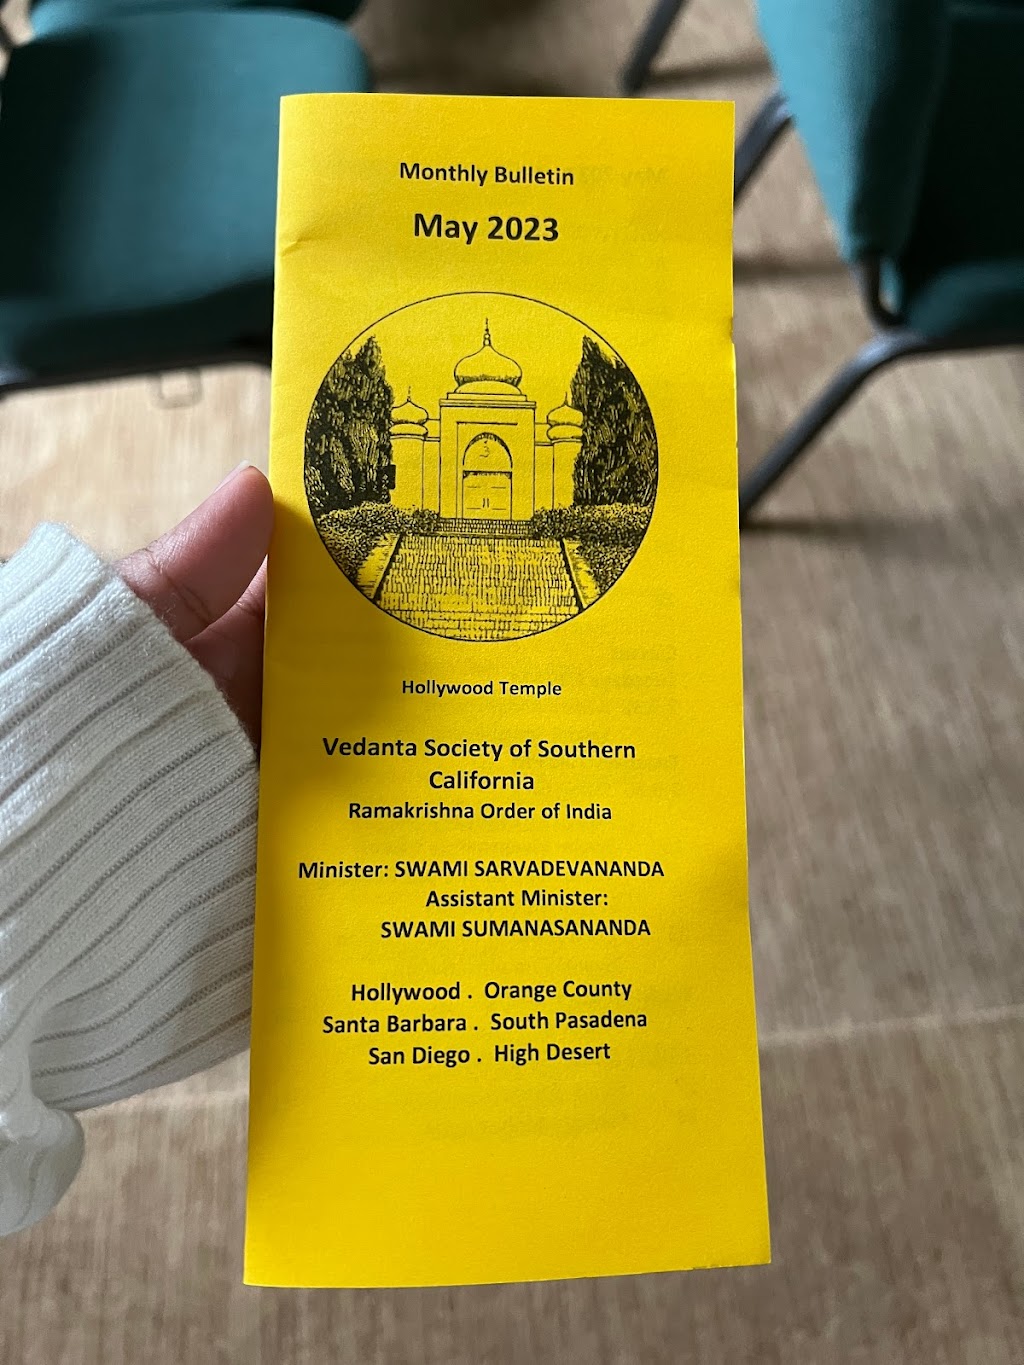 Monthly Bulletin
May 2023
Hollywood Temple
Vedanta Society of Southern
California
Ramakrishna Order of India
Minister: SWAMI SARVADEVANANDA
Assistant Minister:
SWAMI SUMANASANANDA
Hollywood . Orange County
Santa Barbara . South Pasadena
San Diego . High Desert